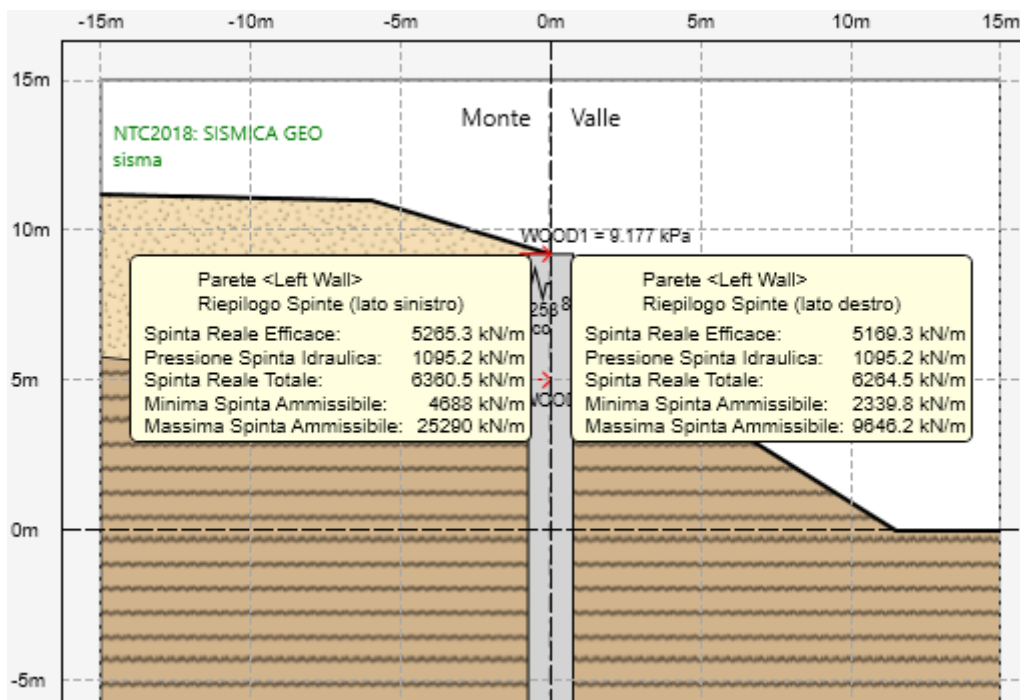 -15m -10m -5m 0m 5m 10m 15m
15m
Monte Valle
NTC2018: SISMICA GEO
sisma
10m
WOOD1 = 9.177 kPa
Parete <Left Wall>
Riepilogo Spinte (lato sinistro)
Spinta Reale Efficace: 5265.3 kN/m
Pressione Spinta Idraulica: 1095.2 kN/m
Spinta Reale Totale: 6360.5 kN/m
Minima Spinta Ammissibile: 4688 kN/m
Massima Spinta Ammissibile: 25290 kN/m
Parete <Left Wall>
Riepilogo Spinte (lato destro)
Spinta Reale Efficace: 5169.3 kN/m
Pressione Spinta Idraulica: 1095.2 kN/m
Spinta Reale Totale: 6264.5 kN/m
Minima Spinta Ammissibile: 2339.8 kN/m
Massima Spinta Ammissibile: 9646.2 kN/m
5m
0m
-5m